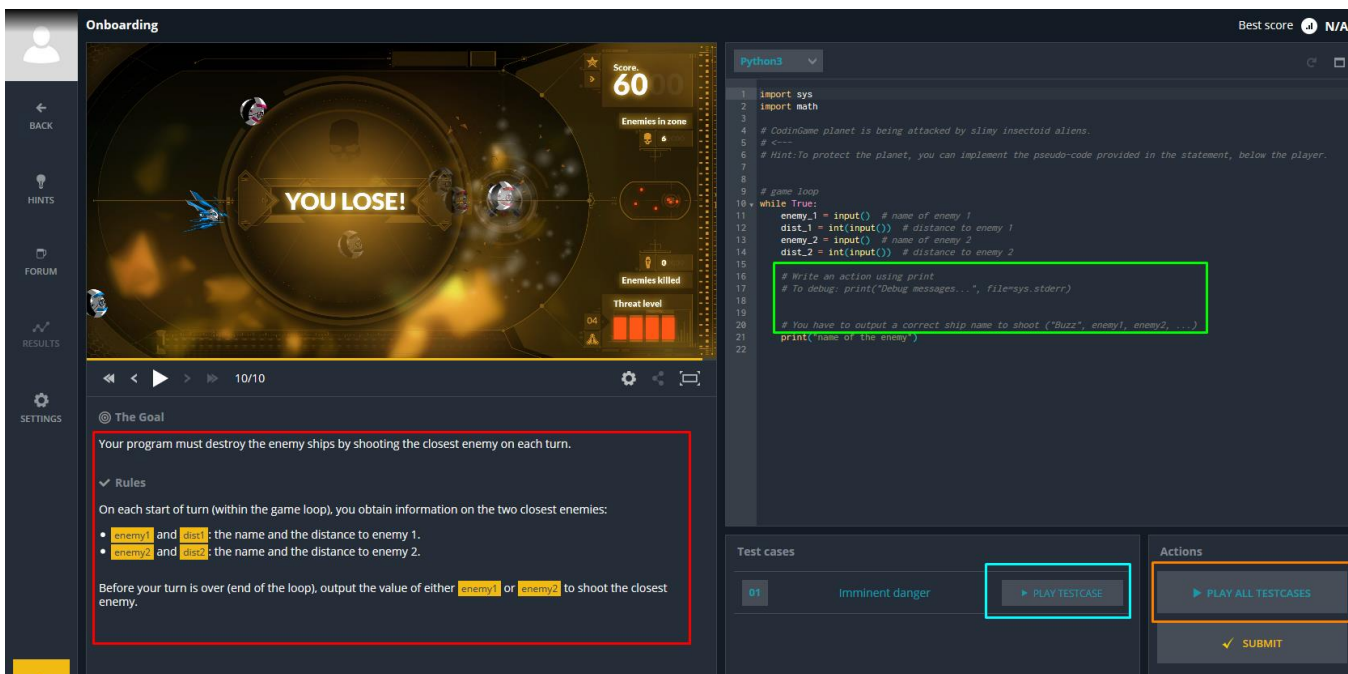 Onboarding
Best score N/A
BACK
HINTS
FORUM
RESULTS
SETTINGS
Score.
6000
Enemies in zone
6
YOU LOSE!
0
Enemies killed
Threat level
04
10/10
The Goal
Your program must destroy the enemy ships by shooting the closest enemy on each turn.
Rules
On each start of turn (within the game loop), you obtain information on the two closest enemies:
• enemy1 and dist1: the name and the distance to enemy 1.
• enemy2 and dist2: the name and the distance to enemy 2.
Before your turn is over (end of the loop), output the value of either enemy1 or enemy2 to shoot the closest
enemy.
Python3
1 import sys
2 import math
3
4 # CodinGame planet is being attacked by slimy insectoid aliens.
5 # <---
6 # Hint:To protect the planet, you can implement the pseudo-code provided in the statement, below the player.
7
8
9 # game loop
10 while True:
11 enemy_1 = input() # name of enemy 1
12 dist_1 = int(input()) # distance to enemy 1
13 enemy_2 = input() # name of enemy 2
14 dist_2 = int(input()) # distance to enemy 2
15
16 # Write an action using print
17 # To debug: print("Debug messages...", file=sys.stderr)
18
19
20 # You have to output a correct ship name to shoot ("Buzz", enemy1, enemy2, ...)
21 print("name of the enemy")
22
Test cases
01 Imminent danger PLAY TESTCASE
Actions
PLAY ALL TESTCASES
SUBMIT